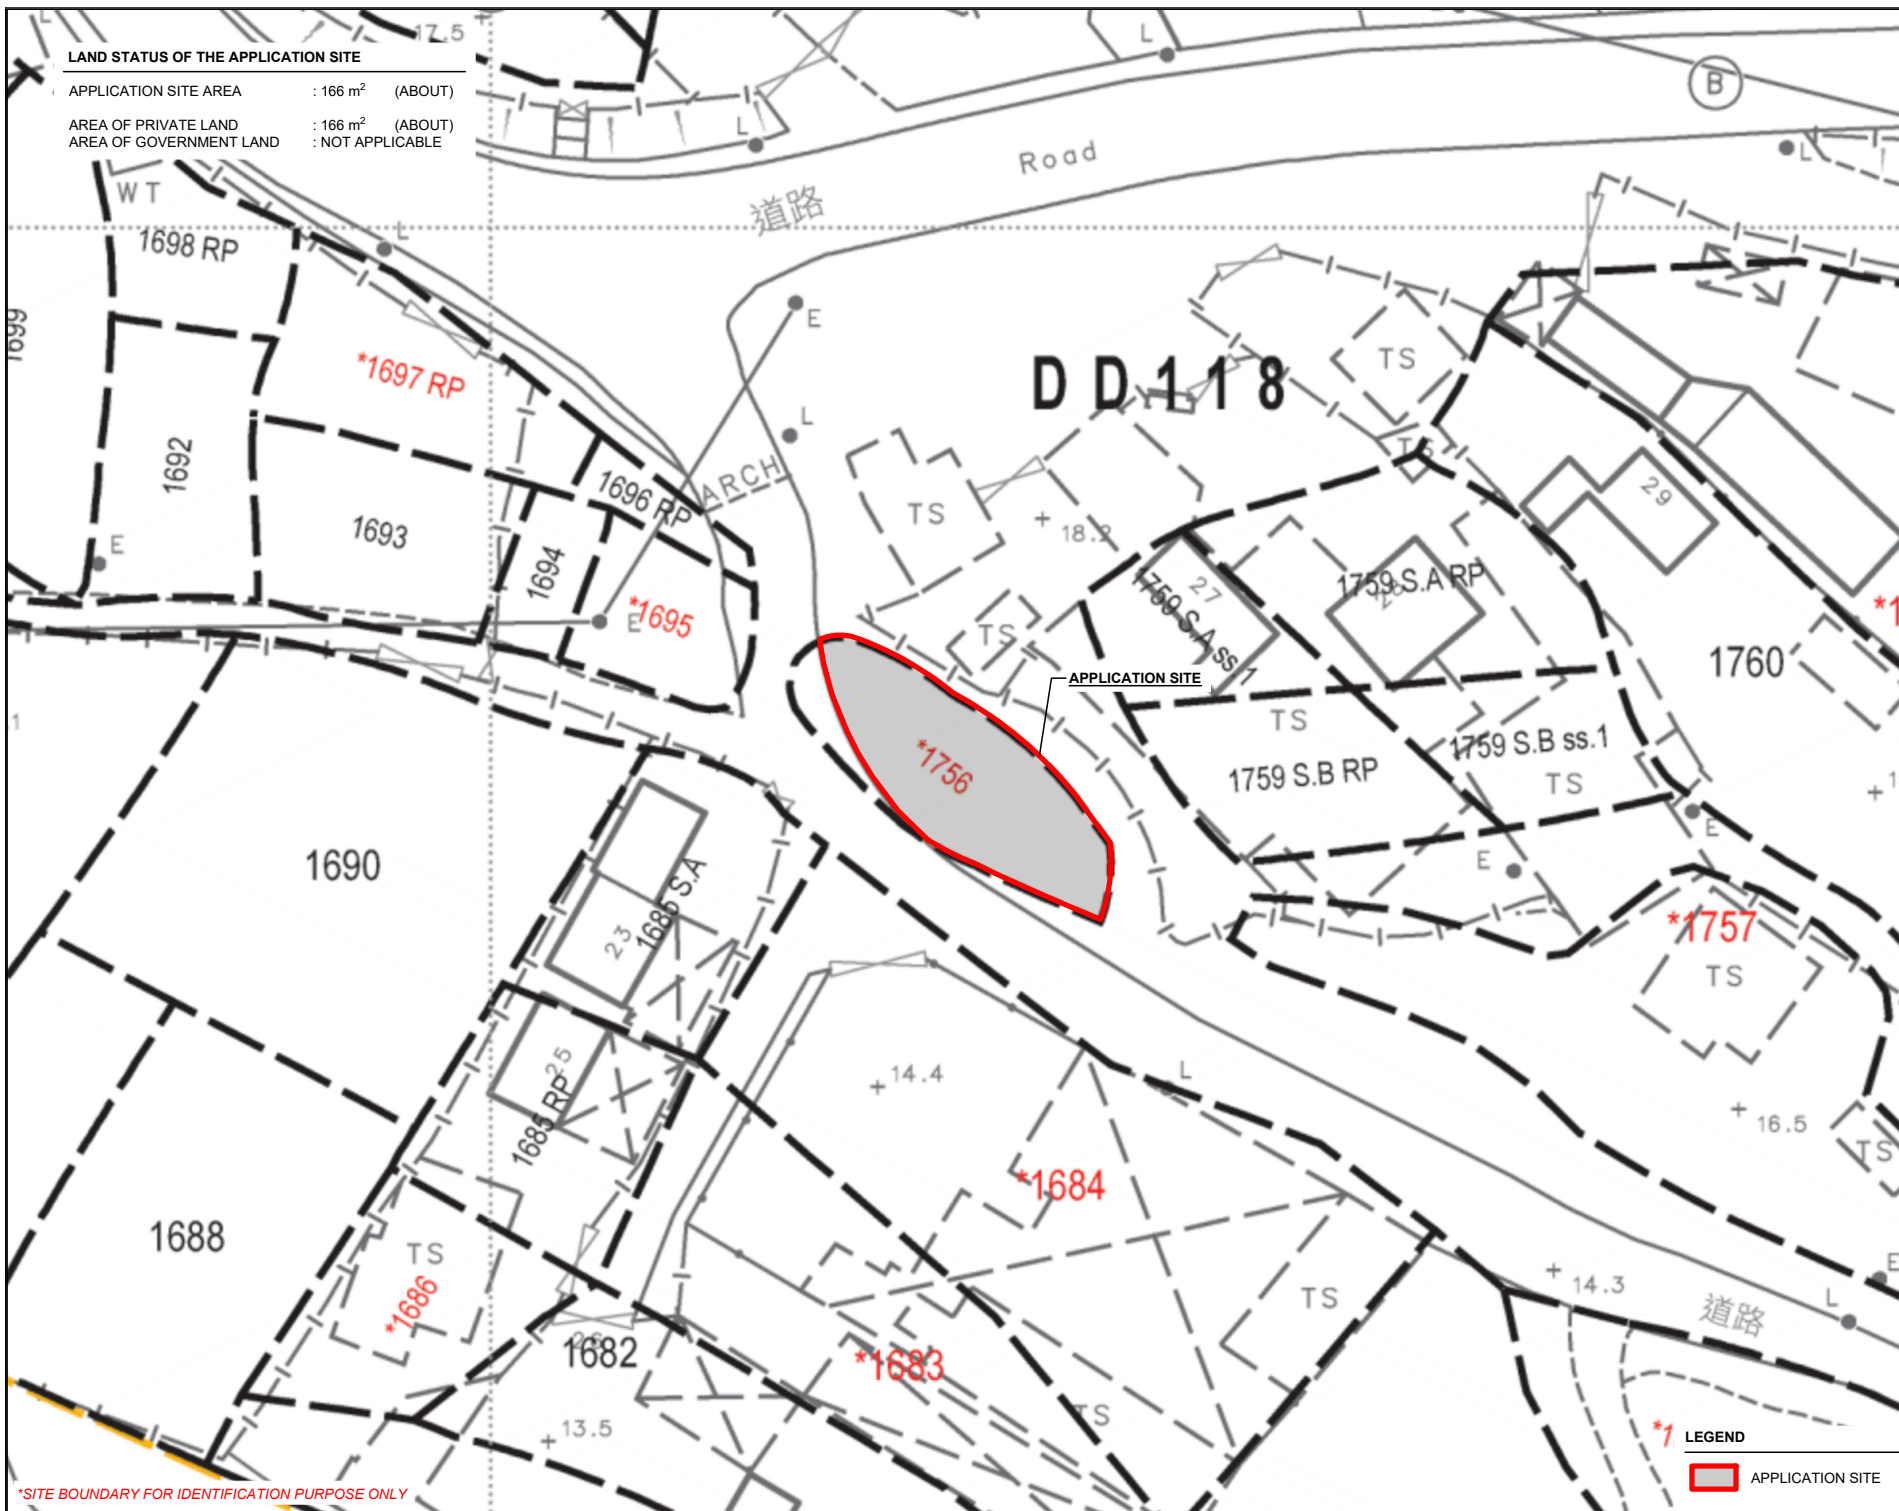 17.5
L
L
LAND STATUS OF THE APPLICATION SITE
APPLICATION SITE AREA : 166 m² (ABOUT)
AREA OF PRIVATE LAND : 166 m² (ABOUT)
AREA OF GOVERNMENT LAND : NOT APPLICABLE
B
L
Road
L
WT
道路
1698 RP
L
E
1699
DD118
TS
*1697 RP
L
TS
1692
ARCH
29
1696 RP
TS
18.2
1693
E
1694
27
1759 S.A RP
28
1759 S.A ss.1
*1695
E
TS
1760
APPLICATION SITE
TS
1759 S.B ss.1
*1756
1759 S.B RP
TS
E
1690
E
1685 S.A
23
*1757
TS
25
14.4
L
1685 RP
16.5
TS
*1684
1688
TS
*1686
E
14.3
TS
道路
L
26
1682
*1683
TS
13.5
LEGEND
APPLICATION SITE
*SITE BOUNDARY FOR IDENTIFICATION PURPOSE ONLY